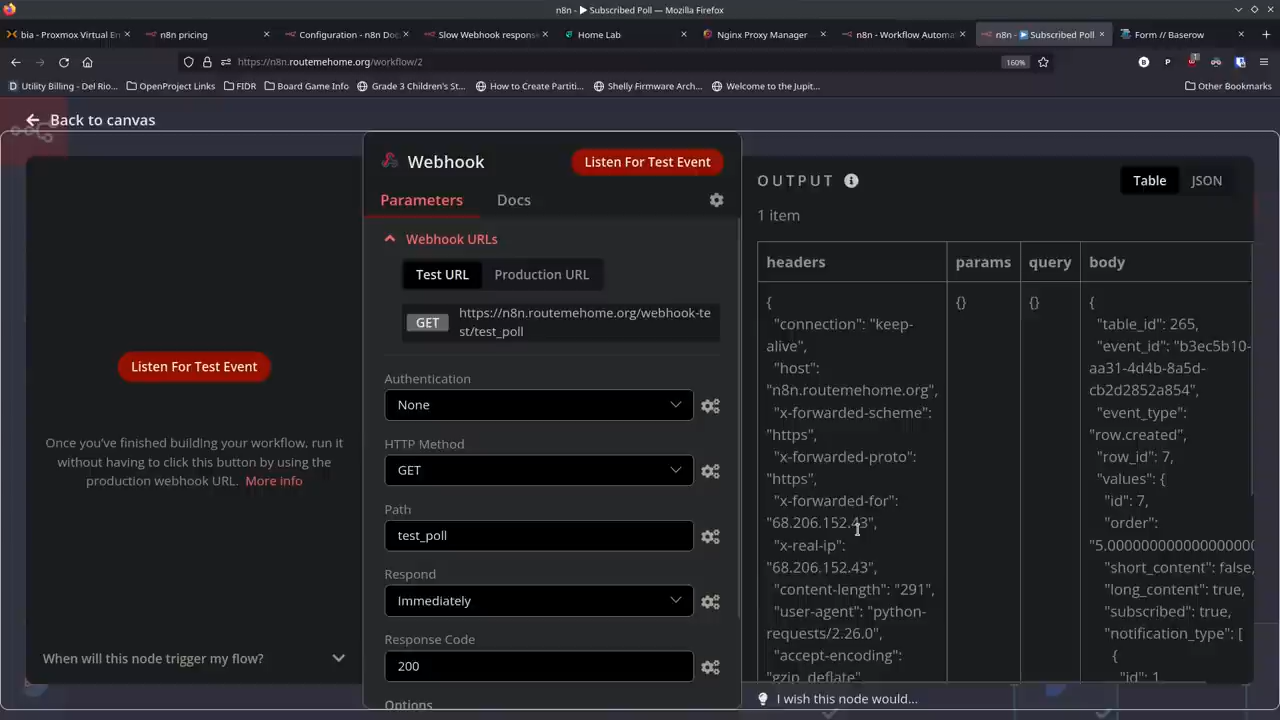 n8n - ▶ Subscribed Poll — Mozilla Firefox
bia - Proxmox Virtual En
n8n pricing
Configuration - n8n Doc
Slow Webhook respons
Home Lab
Nginx Proxy Manager
n8n - Workflow Automa
n8n - ▶ Subscribed Poll
Form // Baserow
https://n8n.routemehome.org/workflow/2
160%
Utility Billing - Del Rio...
OpenProject Links
FIDR
Board Game Info
Grade 3 Children's St...
How to Create Partiti...
Shelly Firmware Arch...
Welcome to the Jupit...
Other Bookmarks
Back to canvas
Listen For Test Event
Once you've finished building your workflow, run it
without having to click this button by using the
production webhook URL. More info
When will this node trigger my flow?
Webhook
Listen For Test Event
Parameters
Docs
Webhook URLs
Test URL
Production URL
GET
https://n8n.routemehome.org/webhook-te
st/test_poll
Authentication
None
HTTP Method
GET
Path
test_poll
Respond
Immediately
Response Code
200
Options
OUTPUT
Table
JSON
1 item
headers
params
query
body
{
"connection": "keep-
alive",
"host":
"n8n.routemehome.org",
"x-forwarded-scheme":
"https",
"x-forwarded-proto":
"https",
"x-forwarded-for":
"68.206.152.43",
"x-real-ip":
"68.206.152.43",
"content-length": "291",
"user-agent": "python-
requests/2.26.0",
"accept-encoding":
"gzip, deflate"
{}
{}
{
"table_id": 265,
"event_id": "b3ec5b10-
aa31-4d4b-8a5d-
cb2d2852a854",
"event_type":
"row.created",
"row_id": 7,
"values": {
"id": 7,
"order":
"5.00000000000000000
"short_content": false,
"long_content": true,
"subscribed": true,
"notification_type": [
{
"id": 1,
I wish this node would...